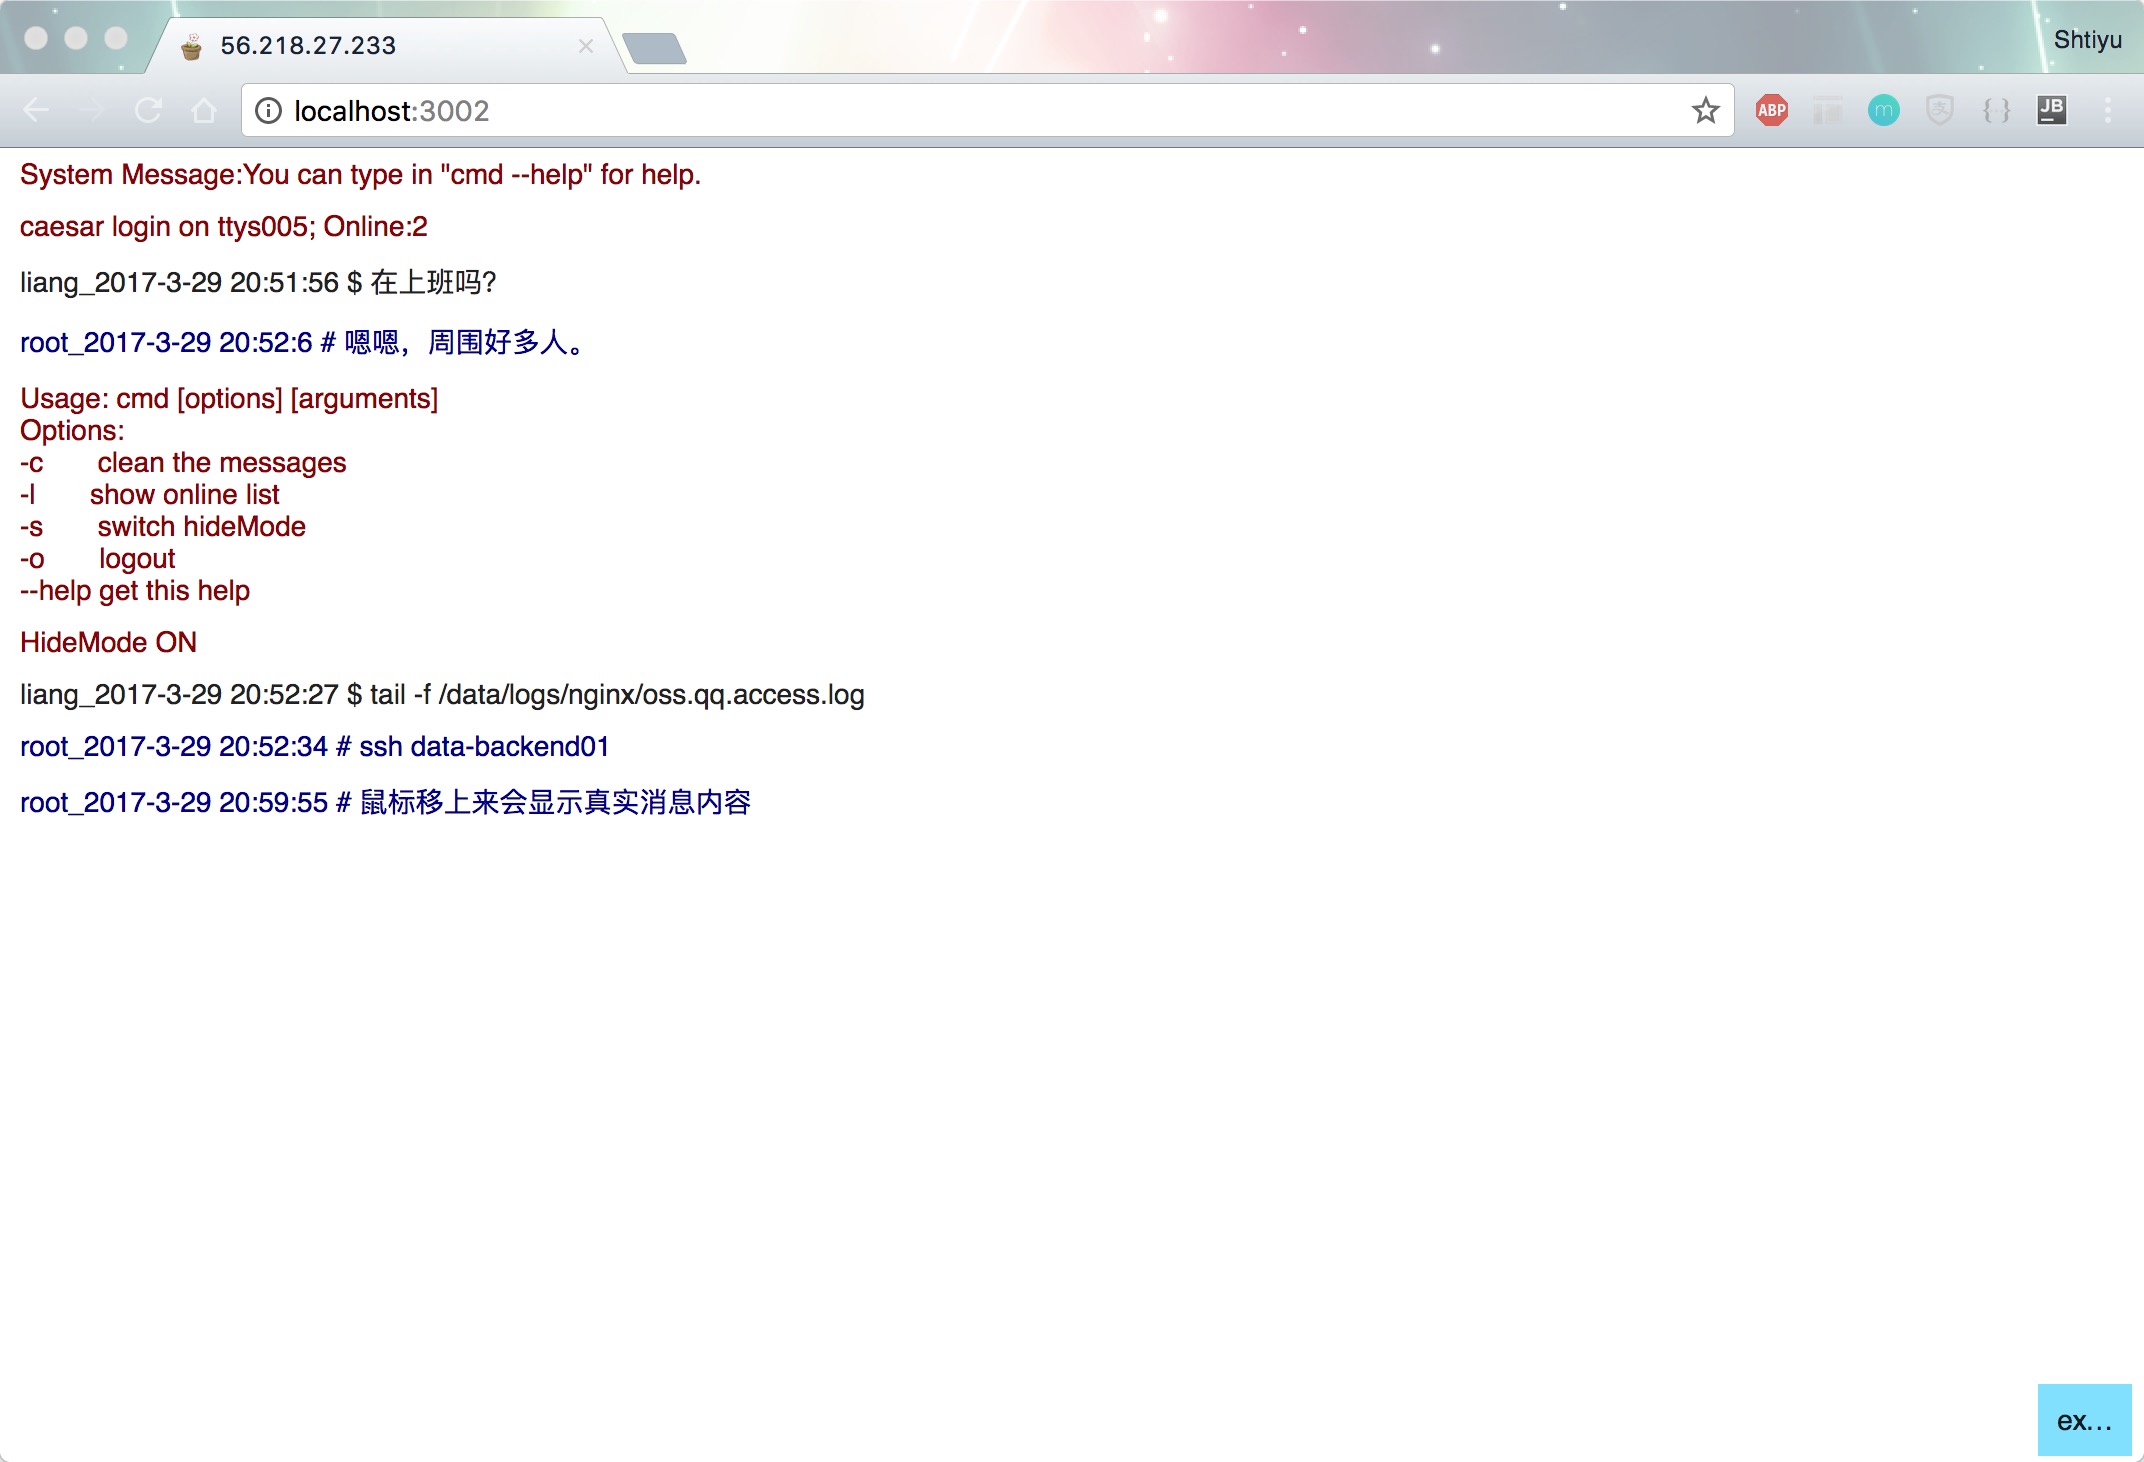 56.218.27.233
Shtiyu
localhost:3002
ABP
m
支
{ }
JB
System Message:You can type in "cmd --help" for help.
caesar login on ttys005; Online:2
liang_2017-3-29 20:51:56 $ 在上班吗?
root_2017-3-29 20:52:6 # 嗯嗯，周围好多人。
Usage: cmd [options] [arguments]
Options:
-c clean the messages
-l show online list
-s switch hideMode
-o logout
--help get this help
HideMode ON
liang_2017-3-29 20:52:27 $ tail -f /data/logs/nginx/oss.qq.access.log
root_2017-3-29 20:52:34 # ssh data-backend01
root_2017-3-29 20:59:55 # 鼠标移上来会显示真实消息内容
ex…